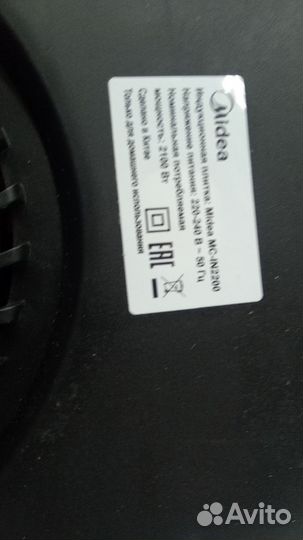 Midea
Индукционная плитка: Midea MC-IN2200
Напряжение питания: 220-240 В ~ 50 Гц
Номинальная потребляемая
мощность: 2100 Вт
Сделано в Китае
Только для домашнего использования
EAC
Avito